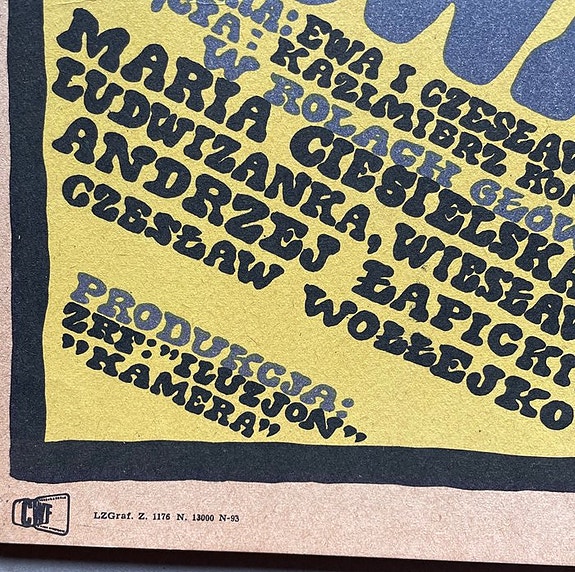 EWA I CZESŁAW
KAZIMIERZ KON
W ROLACH GŁÓW
MARIA CIESIELSKA
LUDWIŻANKA, WIESŁAW
ANDRZEJ ŁAPICKI
CZESŁAW WOŁŁEJKO
PRODUKCJA:
ZRF: "ILUZJON"
"KAMERA"
CWF
LZGraf. Z. 1176 N. 13000 N-93